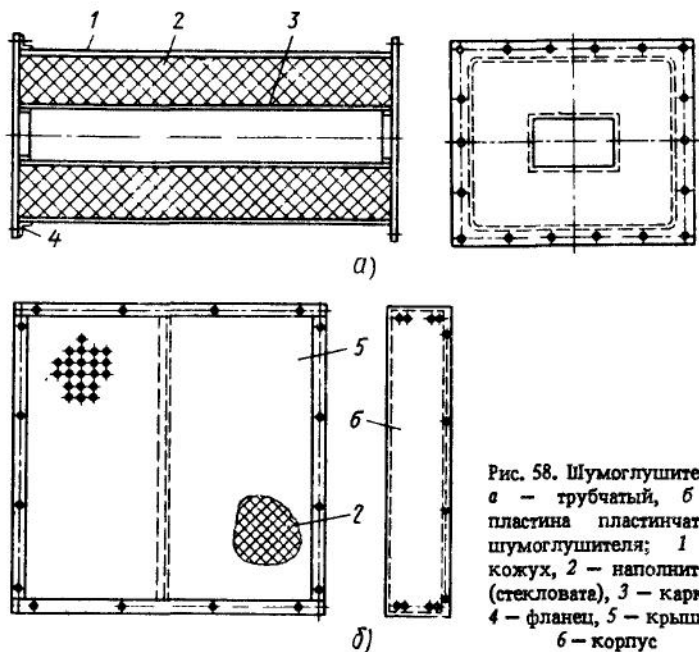 1 2 3
4
а)
5
6
2
б)
Рис. 58. Шумоглушите
а — трубчатый, б
пластина пластинчат
шумоглушителя; 1
кожух, 2 — наполнит
(стекловата), 3 — карк
4 — фланец, 5 — крыш
6 — корпус